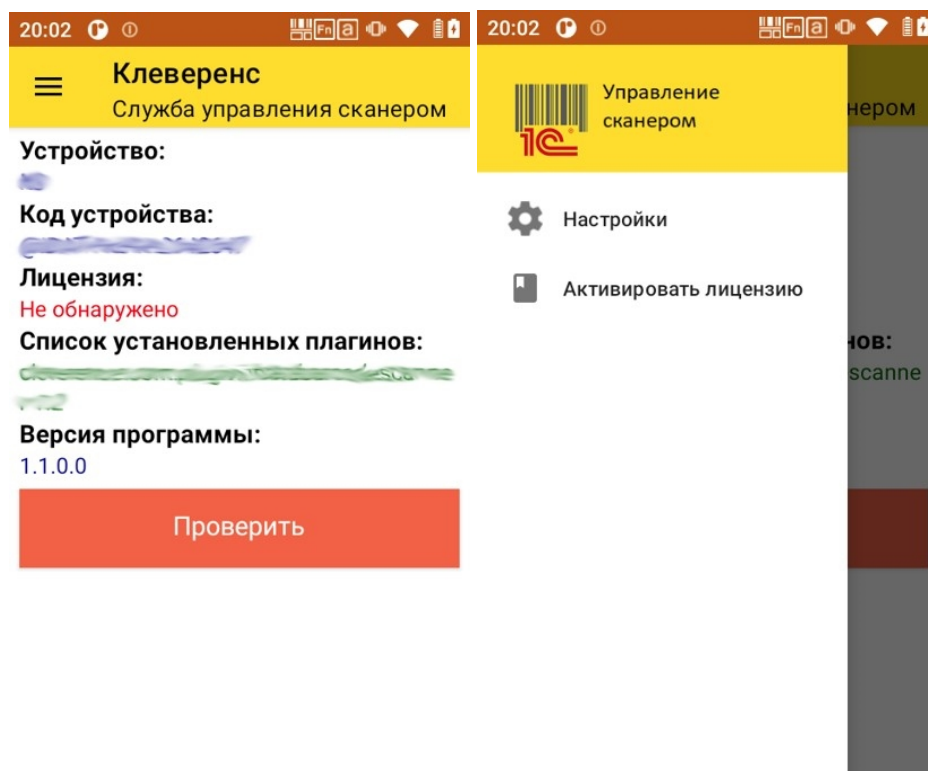 20:02
Клеверенс
Служба управления сканером
Устройство:
Код устройства:
Лицензия:
Не обнаружено
Список установленных плагинов:
Версия программы:
1.1.0.0
Проверить
20:02
Управление
сканером
1С
Настройки
Активировать лицензию
нером
нов:
scanne